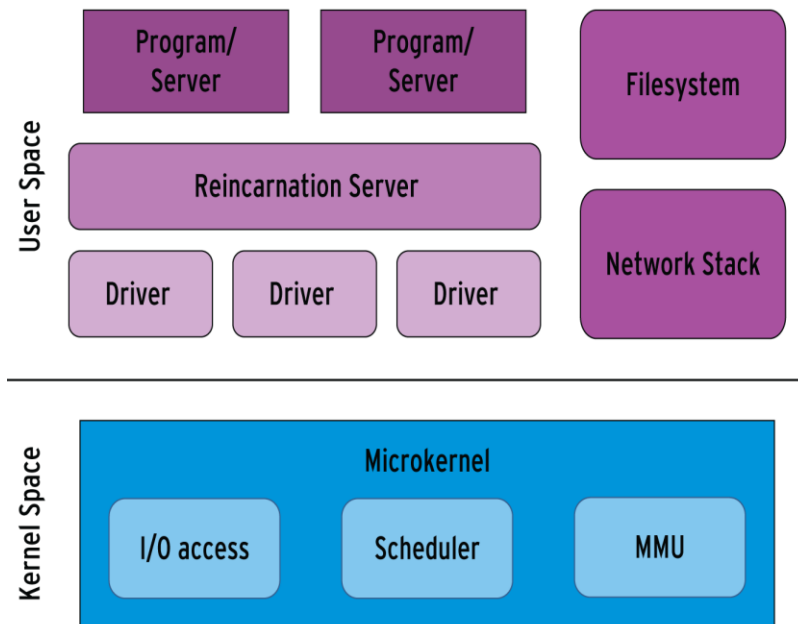 User Space
Program/
Server
Program/
Server
Filesystem
Reincarnation Server
Network Stack
Driver
Driver
Driver
Kernel Space
Microkernel
I/O access
Scheduler
MMU